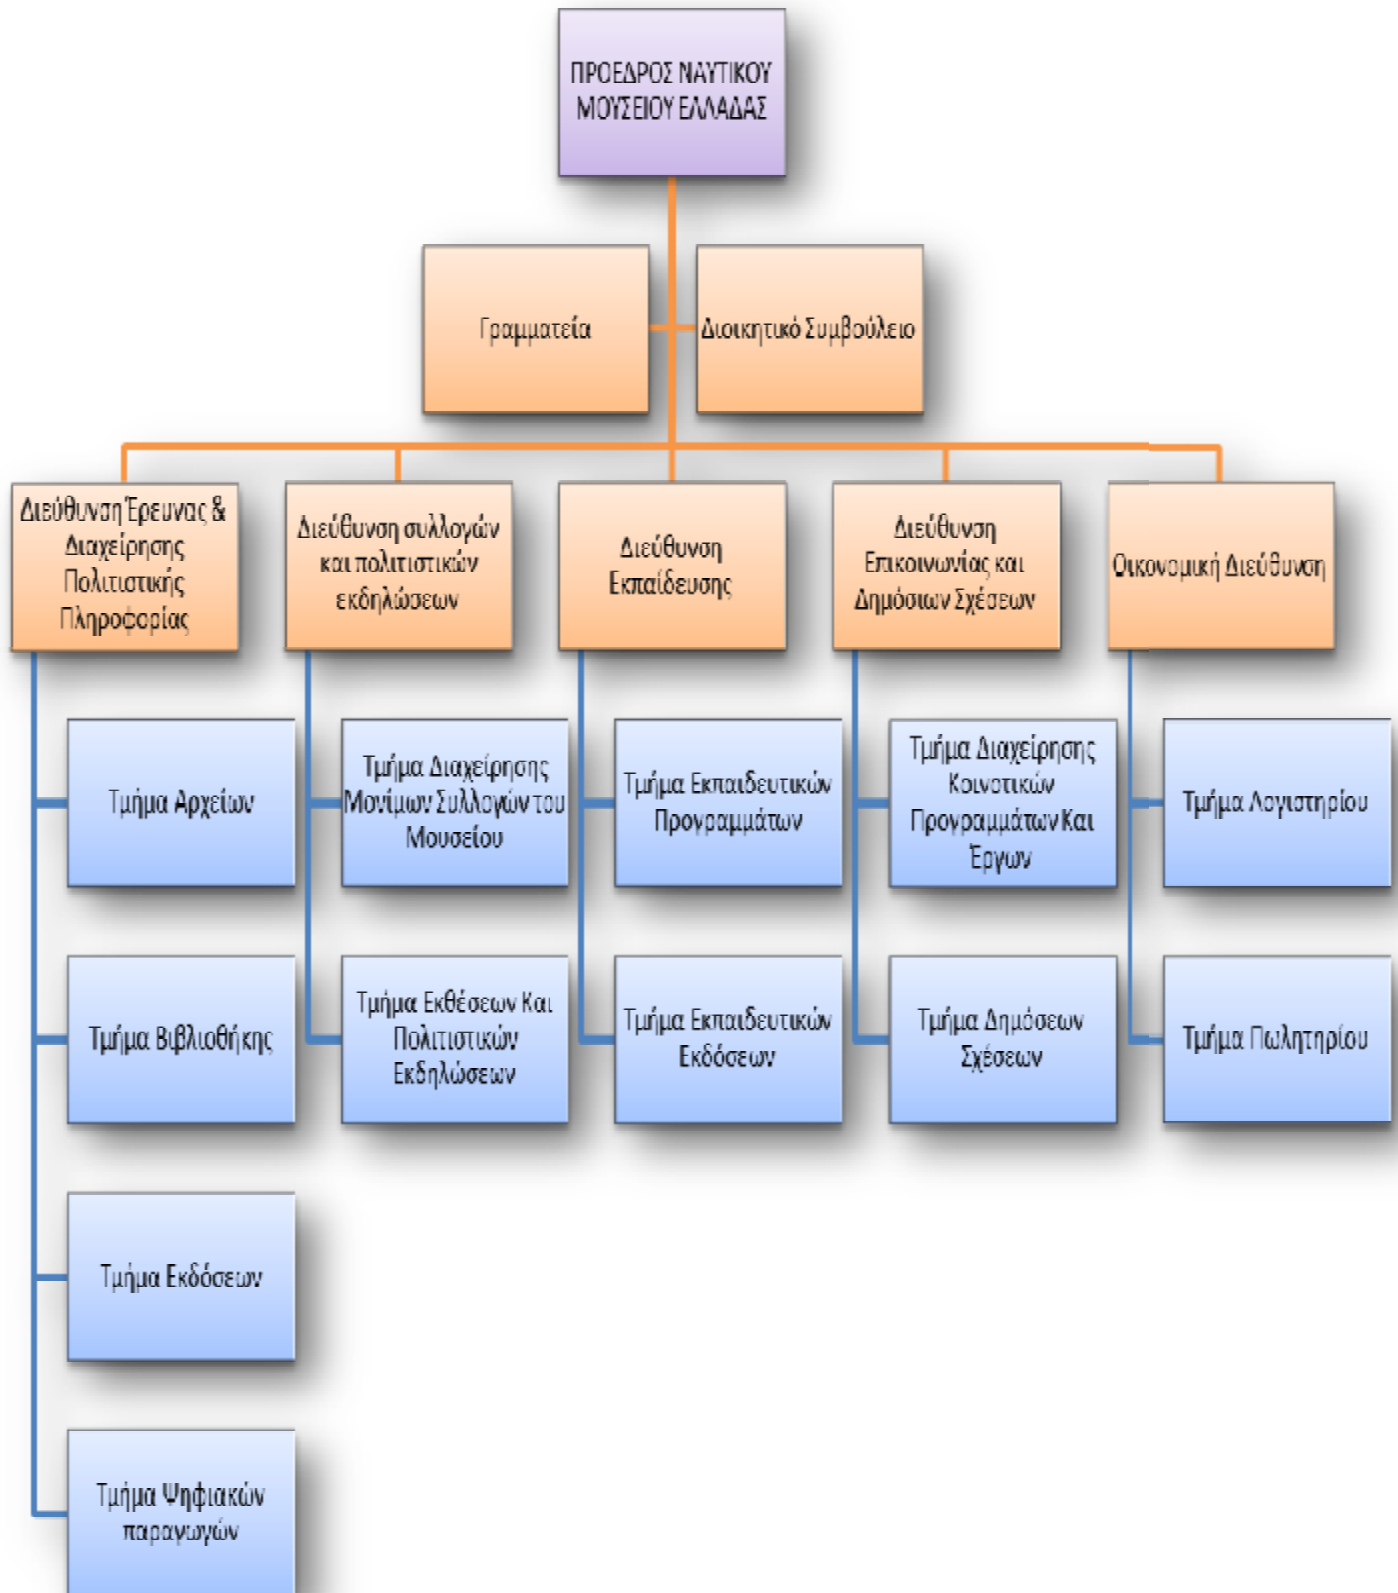 ΠΡΟΕΔΡΟΣ ΝΑΥΤΙΚΟΥ
ΜΟΥΣΕΙΟΥ ΕΛΛΑΔΑΣ
Γραμματεία
Διοικητικό Συμβούλειο
Διεύθυνση Έρευνας &
Διαχείρησης
Πολιτιστικής
Πληροφορίας
Διεύθυνση συλλογών
και πολιτιστικών
εκδηλώσεων
Διεύθυνση
Εκπαίδευσης
Διεύθυνση
Επικοινωνίας και
Δημόσιων Σχέσεων
Οικονομική Διεύθυνση
Τμήμα Αρχείων
Τμήμα Διαχείρησης
Μονίμων Συλλογών του
Μουσείου
Τμήμα Εκπαιδευτικών
Προγραμμάτων
Τμήμα Διαχείρησης
Κοινοτικών
Προγραμμάτων Και
Έργων
Τμήμα Λογιστηρίου
Τμήμα Βιβλιοθήκης
Τμήμα Εκθέσεων Και
Πολιτιστικών
Εκδηλώσεων
Τμήμα Εκπαιδευτικών
Εκδόσεων
Τμήμα Δημόσεων
Σχέσεων
Τμήμα Πωλητηρίου
Τμήμα Εκδόσεων
Τμήμα Ψηφιακών
παραγωγών